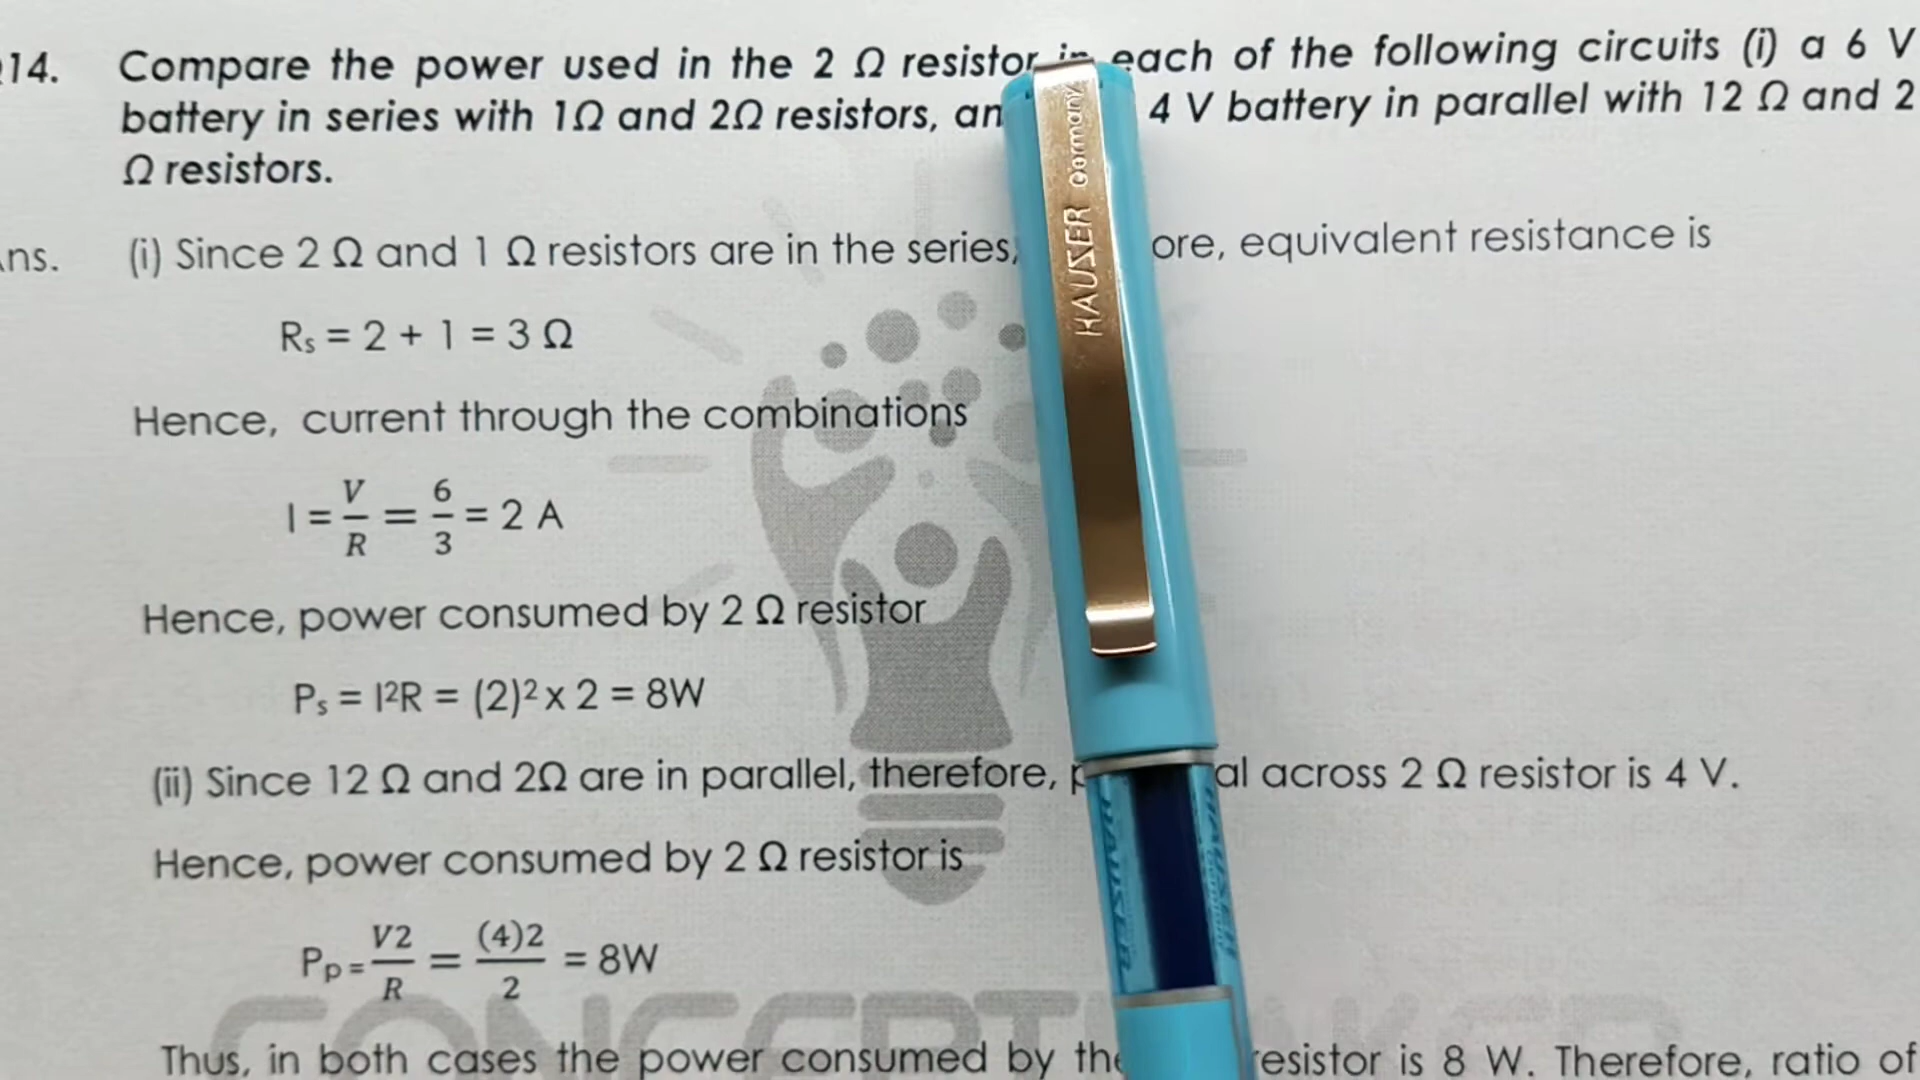 14. Compare the power used in the 2 Ω resistor in each of the following circuits (i) a 6 V
battery in series with 1Ω and 2Ω resistors, an 4 V battery in parallel with 12 Ω and 2
Ω resistors.
ns. (i) Since 2 Ω and 1 Ω resistors are in the series, ore, equivalent resistance is
Rs = 2 + 1 = 3 Ω
Hence, current through the combinations
I = V/R = 6/3 = 2 A
Hence, power consumed by 2 Ω resistor
Ps = I²R = (2)² x 2 = 8W
(ii) Since 12 Ω and 2Ω are in parallel, therefore, p al across 2 Ω resistor is 4 V.
Hence, power consumed by 2 Ω resistor is
Pp = V2/R = (4)2/2 = 8W
Thus, in both cases the power consumed by the esistor is 8 W. Therefore, ratio of
HAUSER Germany